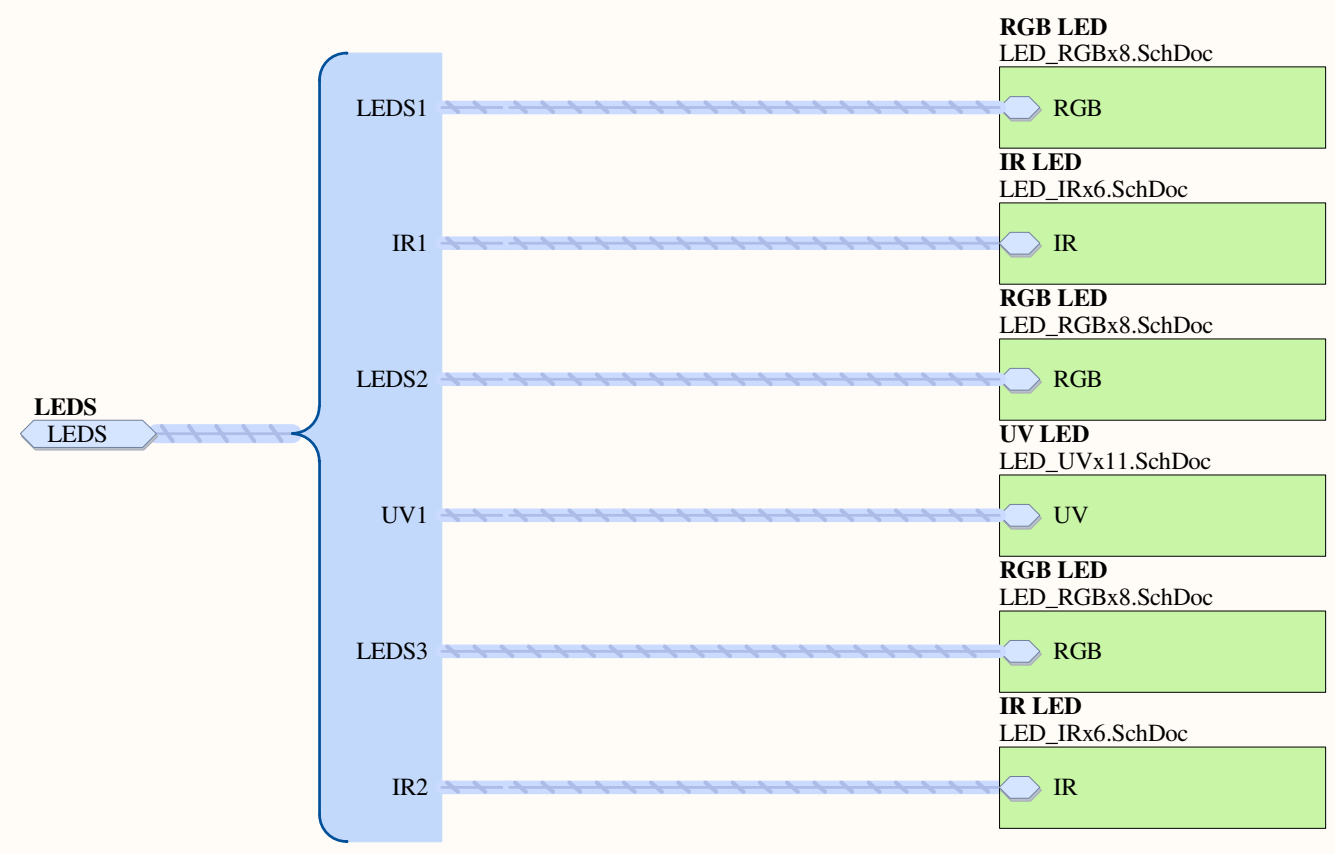 RGB LED
LED_RGBx8.SchDoc
LEDS1
RGB
IR LED
LED_IRx6.SchDoc
IR1
IR
RGB LED
LED_RGBx8.SchDoc
LEDS2
RGB
LEDS
LEDS
UV LED
LED_UVx11.SchDoc
UV1
UV
RGB LED
LED_RGBx8.SchDoc
LEDS3
RGB
IR LED
LED_IRx6.SchDoc
IR2
IR